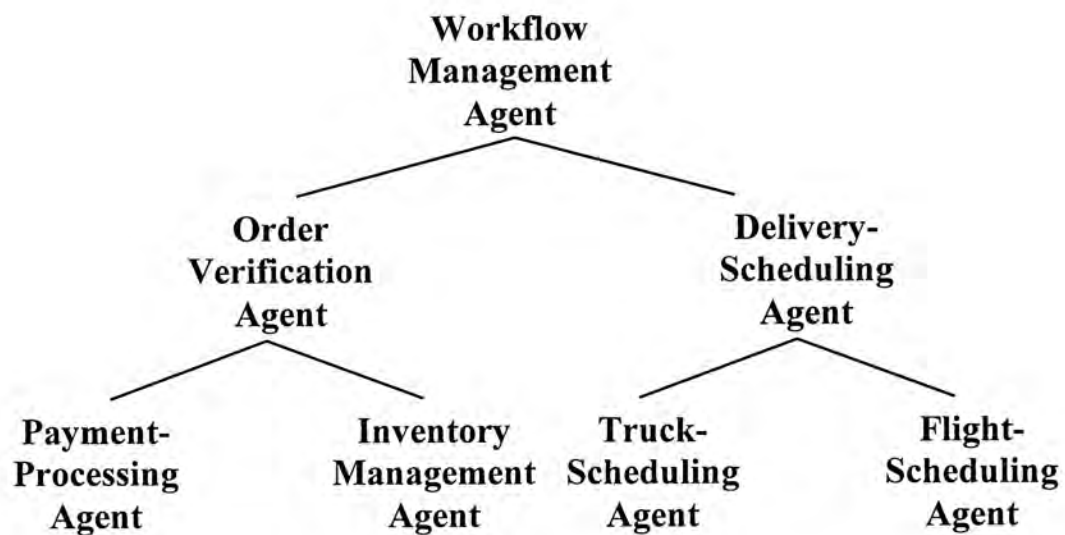 Workflow
Management
Agent
Order
Verification
Agent
Delivery-
Scheduling
Agent
Payment-
Processing
Agent
Inventory
Management
Agent
Truck-
Scheduling
Agent
Flight-
Scheduling
Agent